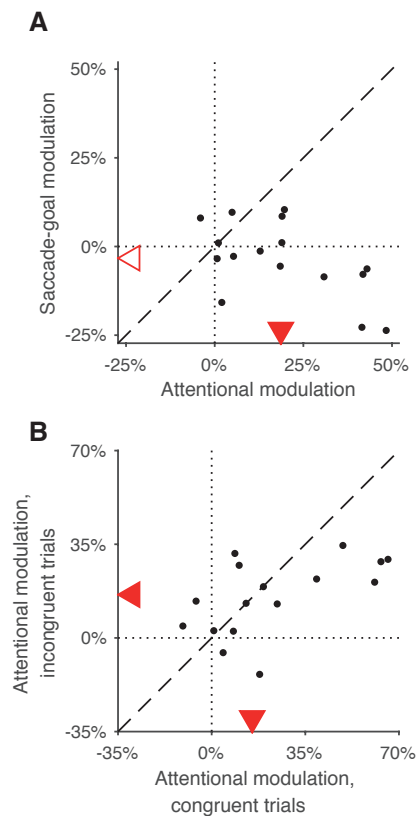 A
Saccade-goal modulation
50%
25%
0%
-25%
-25%
0%
25%
50%
Attentional modulation
B
Attentional modulation,
incongruent trials
70%
35%
0%
-35%
-35%
0%
35%
70%
Attentional modulation,
congruent trials